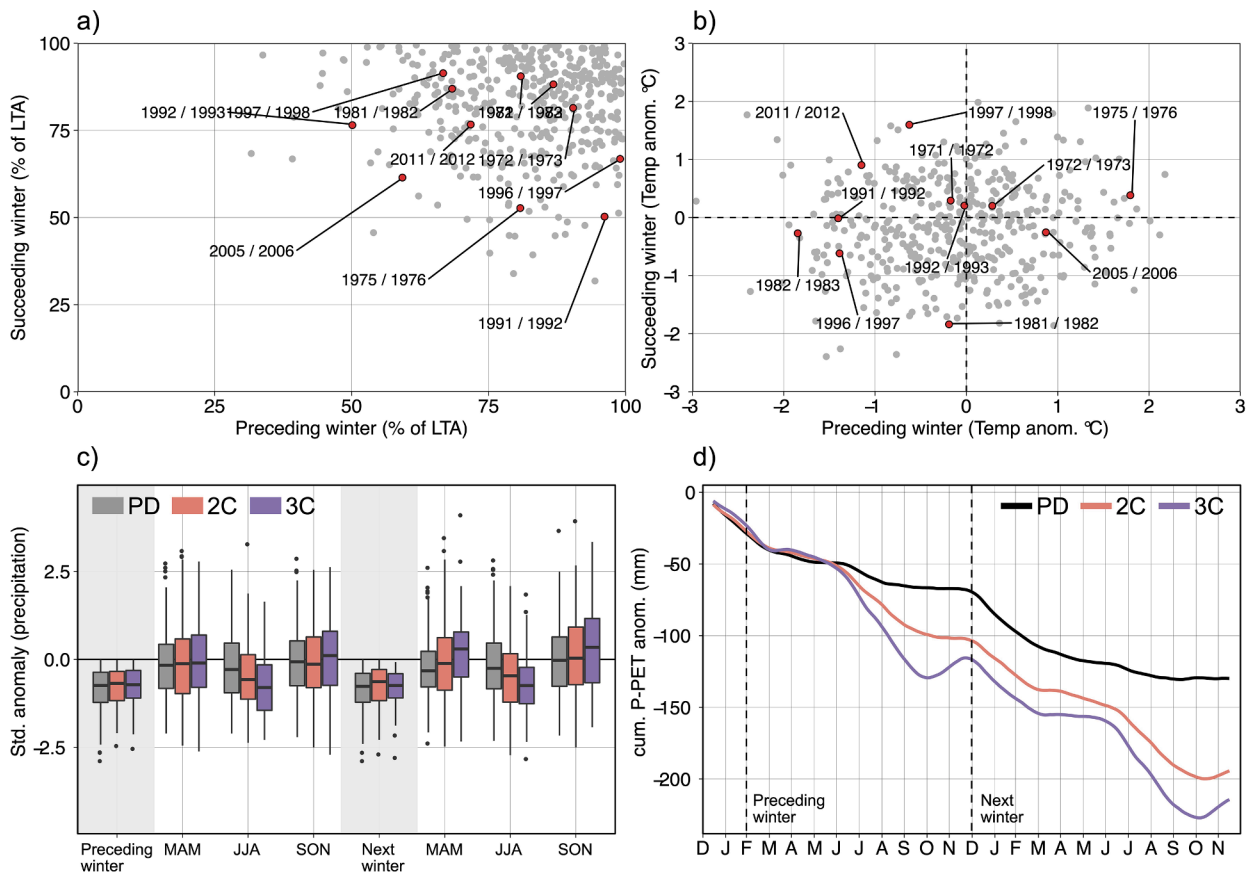 a)
Succeeding winter (% of LTA)
100
75
50
25
0
1992 / 1993
1997 / 1998
1981 / 1982
2011 / 2012
1972 / 1973
1996 / 1997
2005 / 2006
1975 / 1976
1991 / 1992
0
25
50
75
100
Preceding winter (% of LTA)
b)
Succeeding winter (Temp anom. °C)
3
2
1
0
−1
−2
−3
2011 / 2012
1997 / 1998
1975 / 1976
1971 / 1972
1972 / 1973
1991 / 1992
1992 / 1993
2005 / 2006
1982 / 1983
1996 / 1997
1981 / 1982
−3
−2
−1
0
1
2
3
Preceding winter (Temp anom. °C)
c)
Std. anomaly (precipitation)
PD
2C
3C
2.5
0.0
−2.5
Preceding
winter
MAM
JJA
SON
Next
winter
MAM
JJA
SON
d)
cum. P-PET anom. (mm)
PD
2C
3C
0
−50
−100
−150
−200
Preceding
winter
Next
winter
D J F M A M J J A S O N D J F M A M J J A S O N